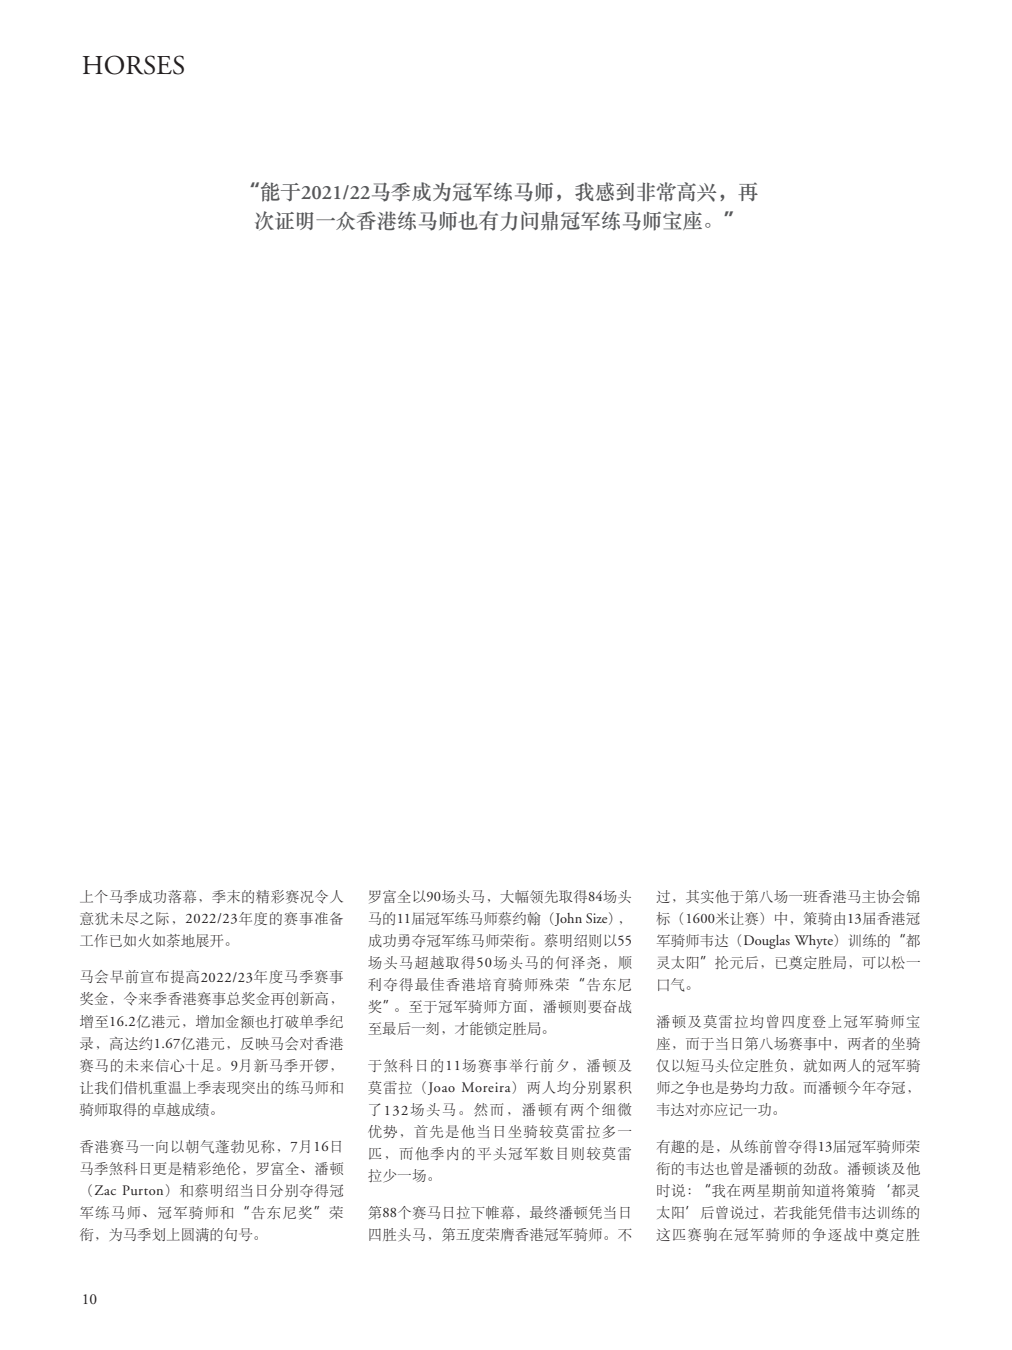 HORSES
“能于2021/22马季成为冠军练马师，我感到非常高兴，再
次证明一众香港练马师也有力问鼎冠军练马师宝座。”
上个马季成功落幕，季末的精彩赛况令人
意犹未尽之际，2022/23年度的赛事准备
工作已如火如荼地展开。
马会早前宣布提高2022/23年度马季赛事
奖金，令来季香港赛事总奖金再创新高，
增至16.2亿港元，增加金额也打破单季纪
录，高达约1.67亿港元，反映马会对香港
赛马的未来信心十足。9月新马季开锣，
让我们借机重温上季表现突出的练马师和
骑师取得的卓越成绩。
香港赛马一向以朝气蓬勃见称，7月16日
马季煞科日更是精彩绝伦，罗富全、潘顿
（Zac Purton）和蔡明绍当日分别夺得冠
军练马师、冠军骑师和“告东尼奖”荣
衔，为马季划上圆满的句号。
罗富全以90场头马，大幅领先取得84场头
马的11届冠军练马师蔡约翰（John Size），
成功勇夺冠军练马师荣衔。蔡明绍则以55
场头马超越取得50场头马的何泽尧，顺
利夺得最佳香港培育骑师殊荣“告东尼
奖”。至于冠军骑师方面，潘顿则要奋战
至最后一刻，才能锁定胜局。
于煞科日的11场赛事举行前夕，潘顿及
莫雷拉（Joao Moreira）两人均分别累积
了132场头马。然而，潘顿有两个细微
优势，首先是他当日坐骑较莫雷拉多一
匹，而他季内的平头冠军数目则较莫雷
拉少一场。
第88个赛马日拉下帷幕，最终潘顿凭当日
四胜头马，第五度荣膺香港冠军骑师。不
过，其实他于第八场一班香港马主协会锦
标（1600米让赛）中，策骑由13届香港冠
军骑师韦达（Douglas Whyte）训练的“都
灵太阳”抡元后，已奠定胜局，可以松一
口气。
潘顿及莫雷拉均曾四度登上冠军骑师宝
座，而于当日第八场赛事中，两者的坐骑
仅以短马头位定胜负，就如两人的冠军骑
师之争也是势均力敌。而潘顿今年夺冠，
韦达对亦应记一功。
有趣的是，从练前曾夺得13届冠军骑师荣
衔的韦达也曾是潘顿的劲敌。潘顿谈及他
时说：“我在两星期前知道将策骑‘都灵
太阳’后曾说过，若我能凭借韦达训练的
这匹赛驹在冠军骑师的争逐战中奠定胜
10